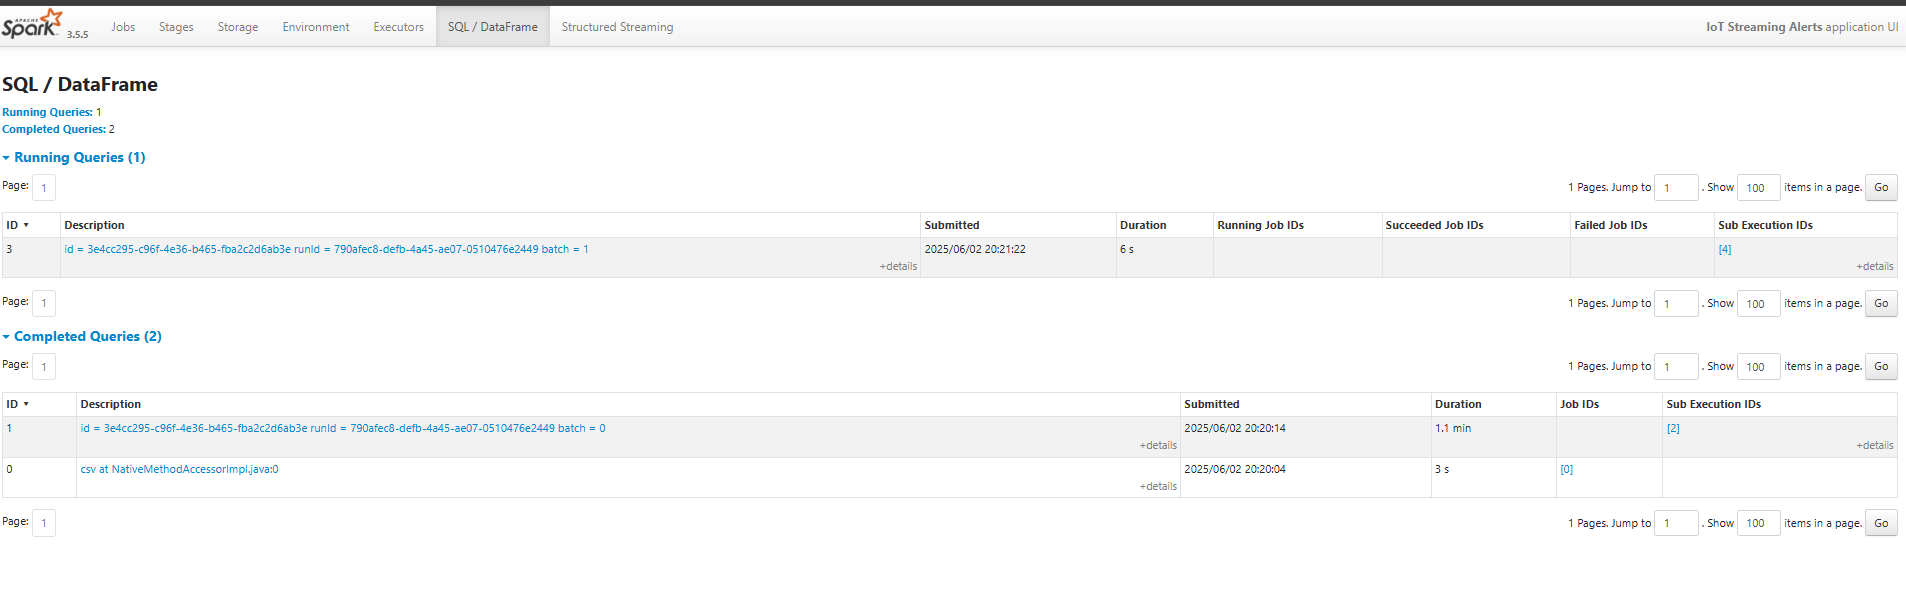 APACHE Spark 3.5.5 Jobs Stages Storage Environment Executors SQL / DataFrame Structured Streaming IoT Streaming Alerts application UI
SQL / DataFrame
Running Queries: 1
Completed Queries: 2
Running Queries (1)
Page: 1 1 Pages. Jump to 1 . Show 100 items in a page. Go
ID Description Submitted Duration Running Job IDs Succeeded Job IDs Failed Job IDs Sub Execution IDs
3 id = 3e4cc295-c96f-4e36-b465-fba2c2d6ab3e runId = 790afec8-defb-4a45-ae07-0510476e2449 batch = 1 2025/06/02 20:21:22 6 s [4]
+details +details
Page: 1 1 Pages. Jump to 1 . Show 100 items in a page. Go
Completed Queries (2)
Page: 1 1 Pages. Jump to 1 . Show 100 items in a page. Go
ID Description Submitted Duration Job IDs Sub Execution IDs
1 id = 3e4cc295-c96f-4e36-b465-fba2c2d6ab3e runId = 790afec8-defb-4a45-ae07-0510476e2449 batch = 0 2025/06/02 20:20:14 1.1 min [2]
+details +details
0 csv at NativeMethodAccessorImpl.java:0 2025/06/02 20:20:04 3 s [0]
+details
Page: 1 1 Pages. Jump to 1 . Show 100 items in a page. Go